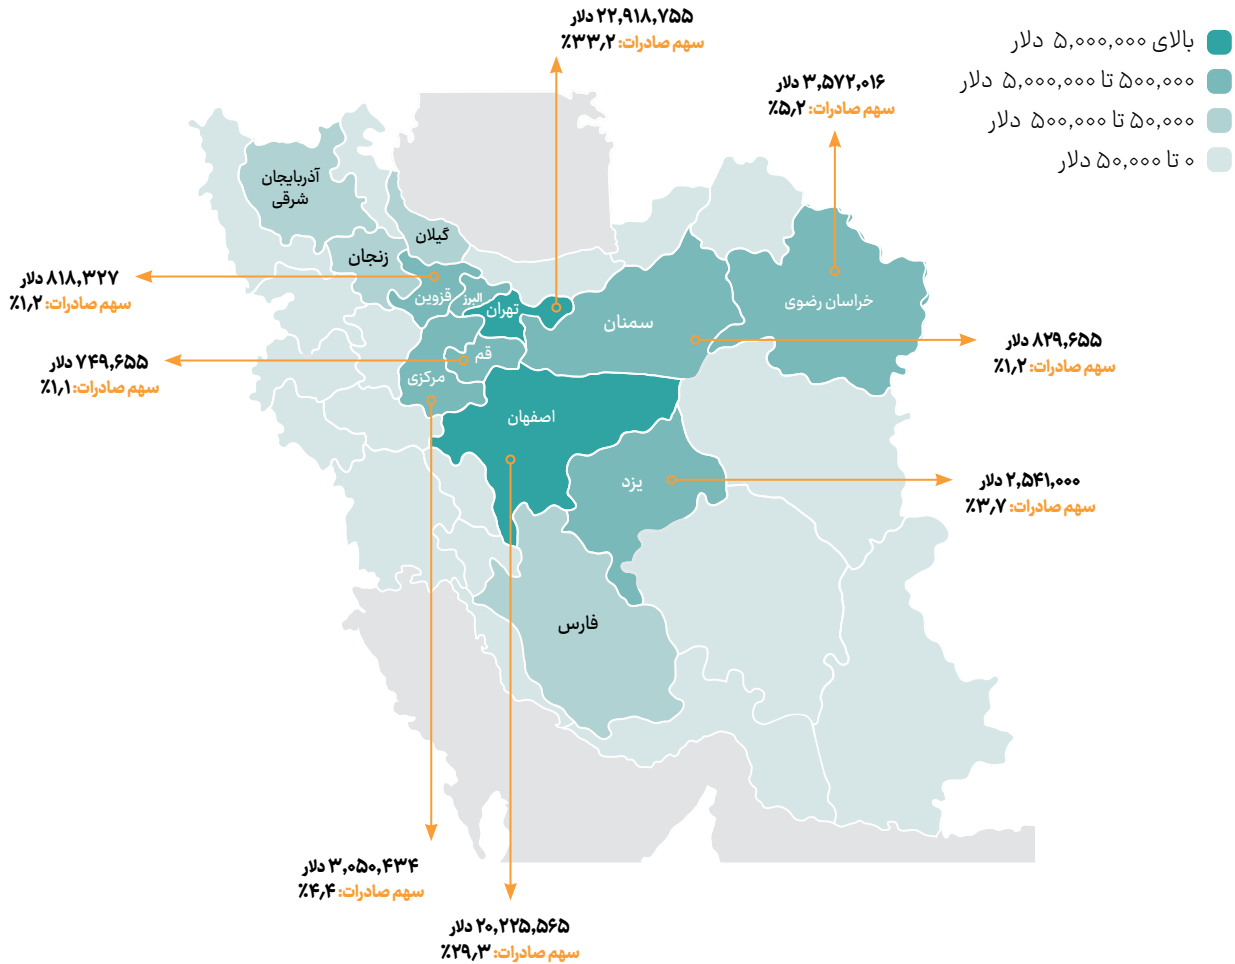 ۲۲,۹۱۸,۷۵۵ دلار
سهم صادرات: ۳۳٫۲٪
بالای ۵,۰۰۰,۰۰۰ دلار
۵۰۰,۰۰۰ تا ۵,۰۰۰,۰۰۰ دلار
۵۰,۰۰۰ تا ۵۰۰,۰۰۰ دلار
۰ تا ۵۰,۰۰۰ دلار
۳,۵۷۲,۰۱۶ دلار
سهم صادرات: ۵٫۲٪
آذربایجان
شرقی
گیلان
زنجان
۸۱۸,۳۲۷ دلار
سهم صادرات: ۱٫۲٪
قزوین
البرز
تهران
سمنان
خراسان رضوی
۸۲۹,۶۵۵ دلار
سهم صادرات: ۱٫۲٪
۷۴۹,۶۵۵ دلار
سهم صادرات: ۱٫۱٪
قم
مرکزی
اصفهان
یزد
۲,۵۴۱,۰۰۰ دلار
سهم صادرات: ۳٫۷٪
فارس
۳,۰۵۰,۴۳۴ دلار
سهم صادرات: ۴٫۴٪
۲۰,۲۲۵,۵۶۵ دلار
سهم صادرات: ۲۹٫۳٪